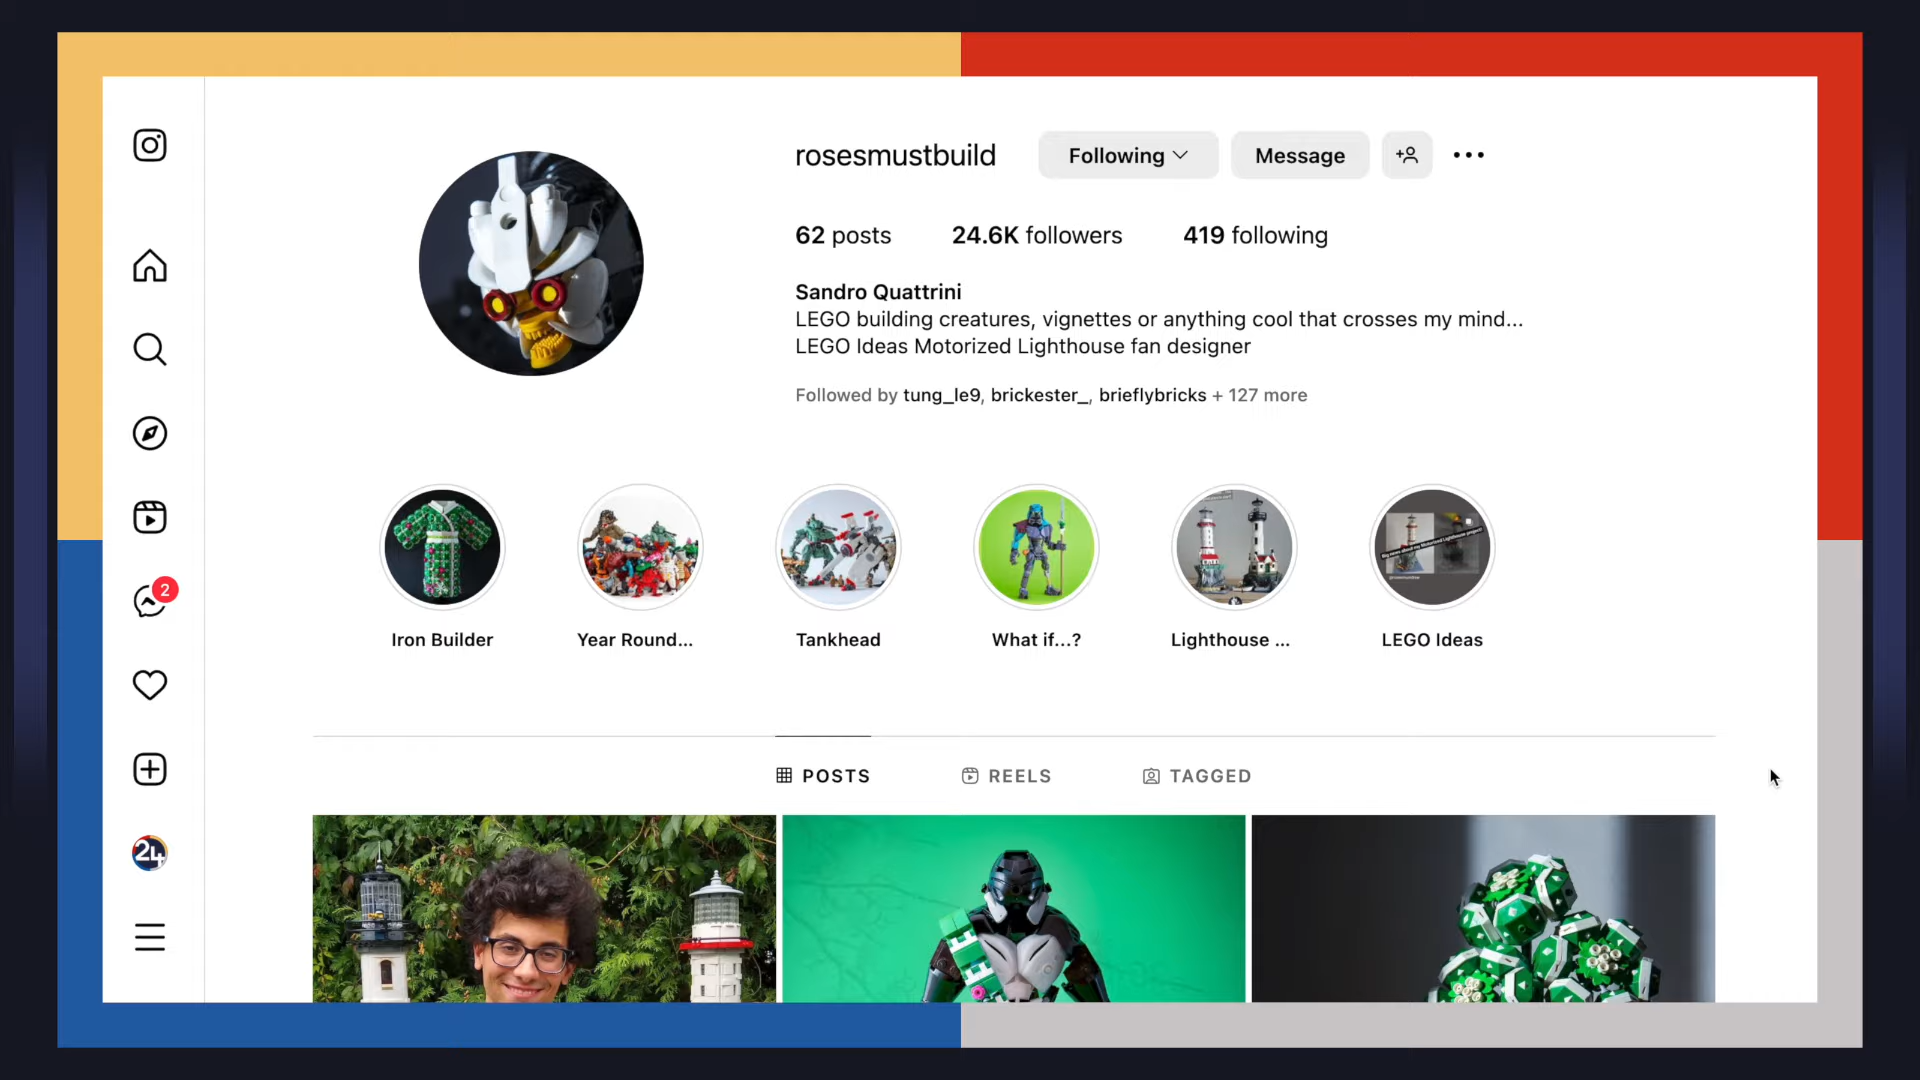 rosesmustbuild Following Message
62 posts 24.6K followers 419 following
Sandro Quattrini
LEGO building creatures, vignettes or anything cool that crosses my mind...
LEGO Ideas Motorized Lighthouse fan designer
Followed by tung_le9, brickester_, brieflybricks + 127 more
2
Iron Builder Year Round... Tankhead What if...? Lighthouse ... LEGO Ideas
POSTS REELS TAGGED
24